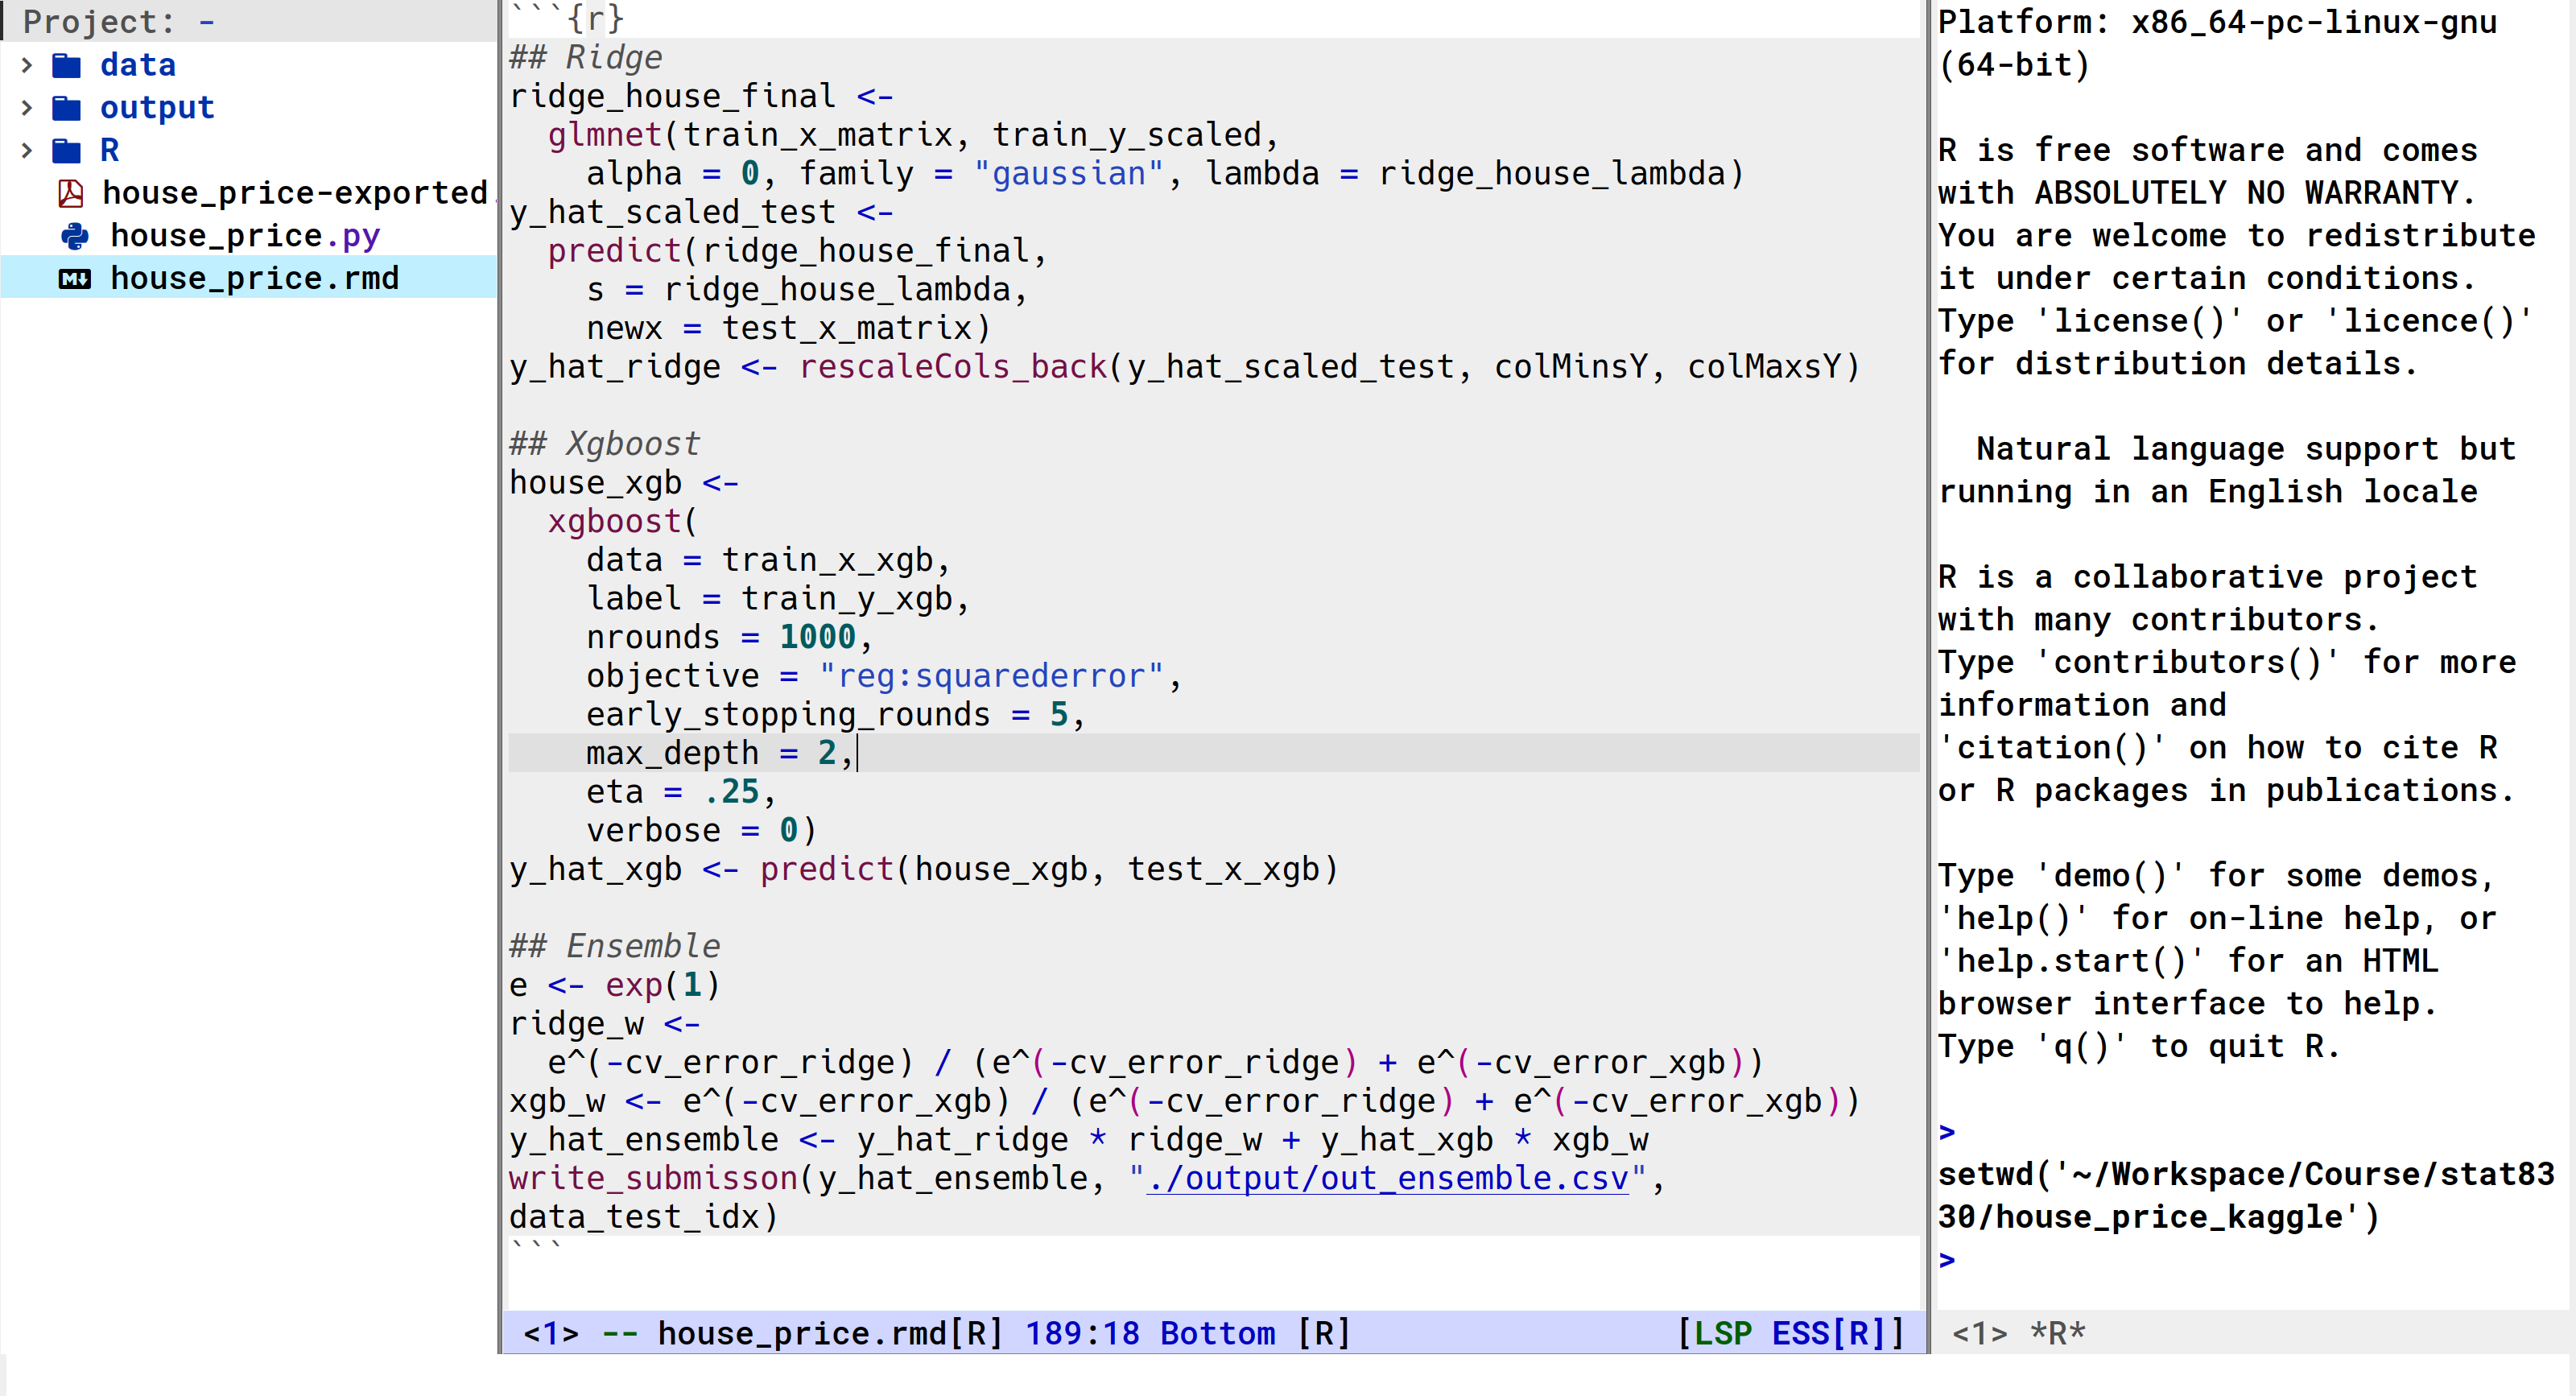 Project: -
data
output
R
house_price-exported.
house_price.py
house_price.rmd
```{r}
## Ridge
ridge_house_final <-
  glmnet(train_x_matrix, train_y_scaled,
    alpha = 0, family = "gaussian", lambda = ridge_house_lambda)
y_hat_scaled_test <-
  predict(ridge_house_final,
    s = ridge_house_lambda,
    newx = test_x_matrix)
y_hat_ridge <- rescaleCols_back(y_hat_scaled_test, colMinsY, colMaxsY)

## Xgboost
house_xgb <-
  xgboost(
    data = train_x_xgb,
    label = train_y_xgb,
    nrounds = 1000,
    objective = "reg:squarederror",
    early_stopping_rounds = 5,
    max_depth = 2,
    eta = .25,
    verbose = 0)
y_hat_xgb <- predict(house_xgb, test_x_xgb)

## Ensemble
e <- exp(1)
ridge_w <-
  e^(-cv_error_ridge) / (e^(-cv_error_ridge) + e^(-cv_error_xgb))
xgb_w <- e^(-cv_error_xgb) / (e^(-cv_error_ridge) + e^(-cv_error_xgb))
y_hat_ensemble <- y_hat_ridge * ridge_w + y_hat_xgb * xgb_w
write_submisson(y_hat_ensemble, "./output/out_ensemble.csv",
data_test_idx)
```
<1> -- house_price.rmd[R] 189:18 Bottom [R] [LSP ESS[R]]
Platform: x86_64-pc-linux-gnu
(64-bit)

R is free software and comes
with ABSOLUTELY NO WARRANTY.
You are welcome to redistribute
it under certain conditions.
Type 'license()' or 'licence()'
for distribution details.

  Natural language support but
running in an English locale

R is a collaborative project
with many contributors.
Type 'contributors()' for more
information and
'citation()' on how to cite R
or R packages in publications.

Type 'demo()' for some demos,
'help()' for on-line help, or
'help.start()' for an HTML
browser interface to help.
Type 'q()' to quit R.

>
setwd('~/Workspace/Course/stat83
30/house_price_kaggle')
>
<1> *R*